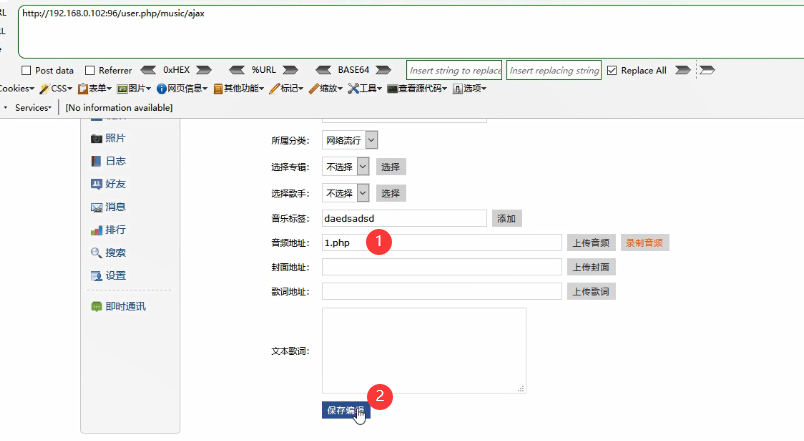 RL
http://192.168.0.102:96/user.php/music/ajax
RL
Post data Referrer 0xHEX %URL BASE64 Insert string to replace Insert replacing string Replace All
Cookies CSS 表单 图片 网页信息 其他功能 标记 缩放 工具 查看源代码 选项
Services [No information available]
照片
日志
好友
消息
排行
搜索
设置
即时通讯
所属分类: 网络流行
选择专辑: 不选择 选择
选择歌手: 不选择 选择
音乐标签: daedsadsd 添加
音频地址: 1.php 1 上传音频 录制音频
封面地址: 上传封面
歌词地址: 上传歌词
文本歌词:
2
保存编辑